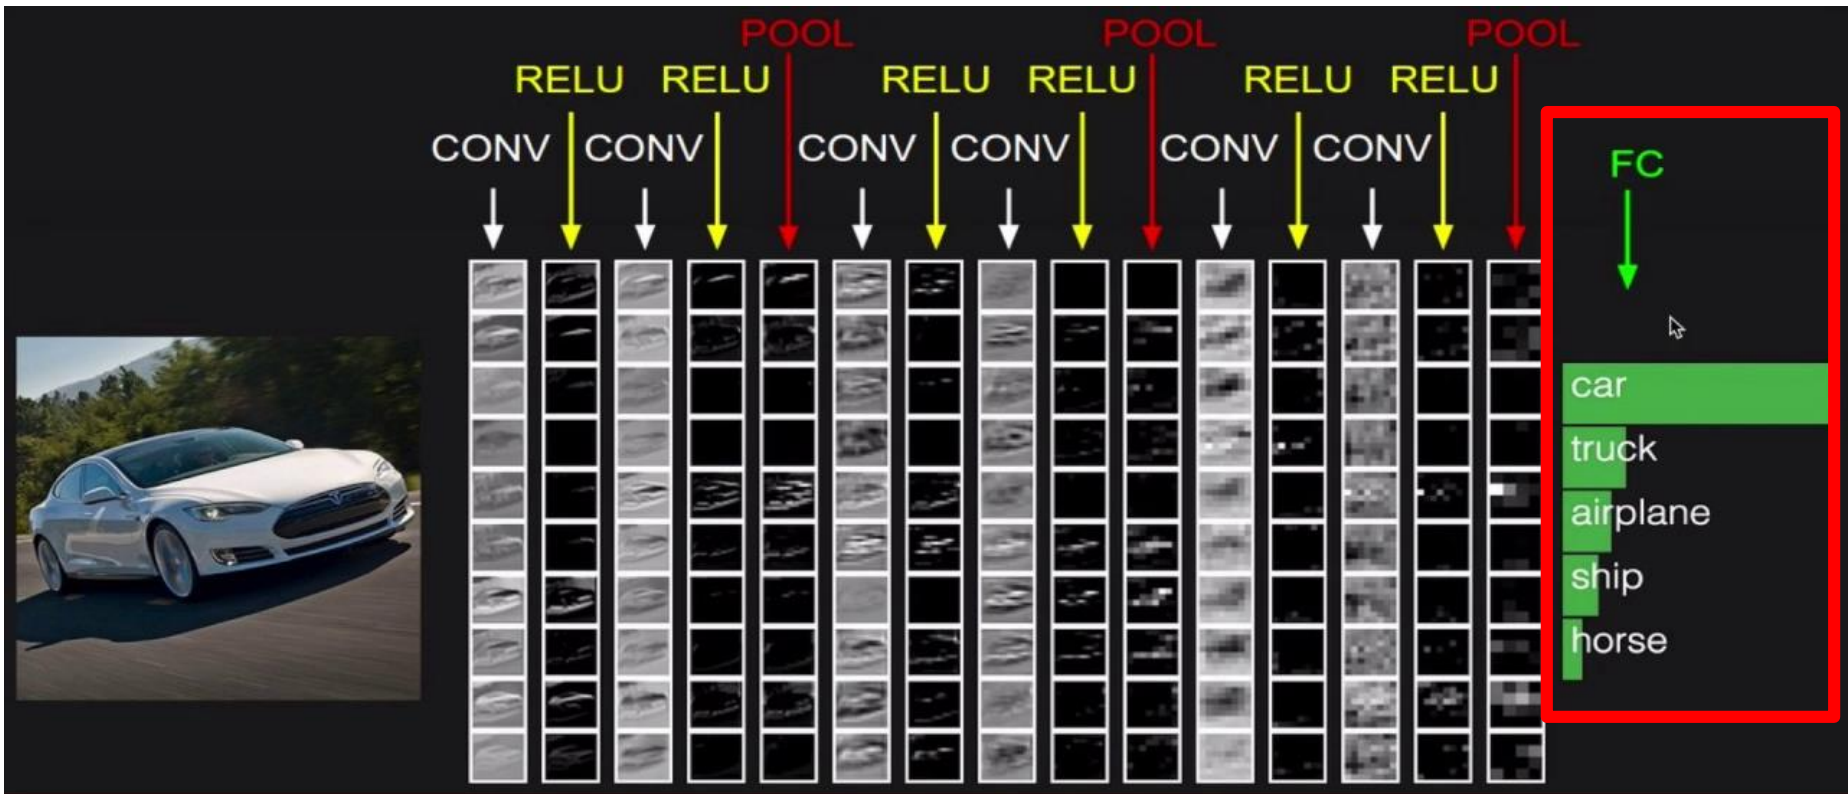 POOL POOL POOL
RELU RELU RELU RELU RELU RELU
CONV CONV CONV CONV CONV CONV
FC
car
truck
airplane
ship
horse